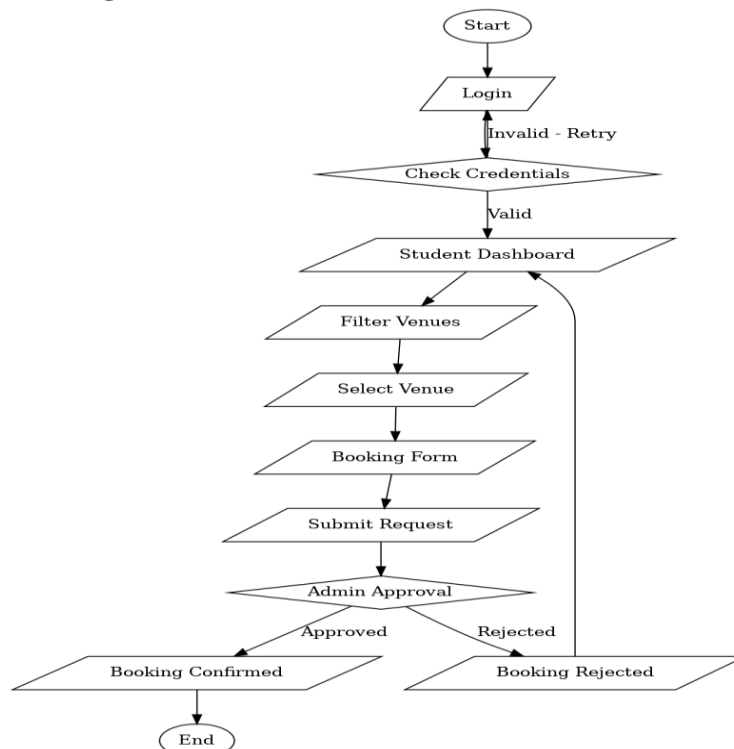 Start
Login
Invalid - Retry
Check Credentials
Valid
Student Dashboard
Filter Venues
Select Venue
Booking Form
Submit Request
Admin Approval
Approved
Rejected
Booking Confirmed
Booking Rejected
End